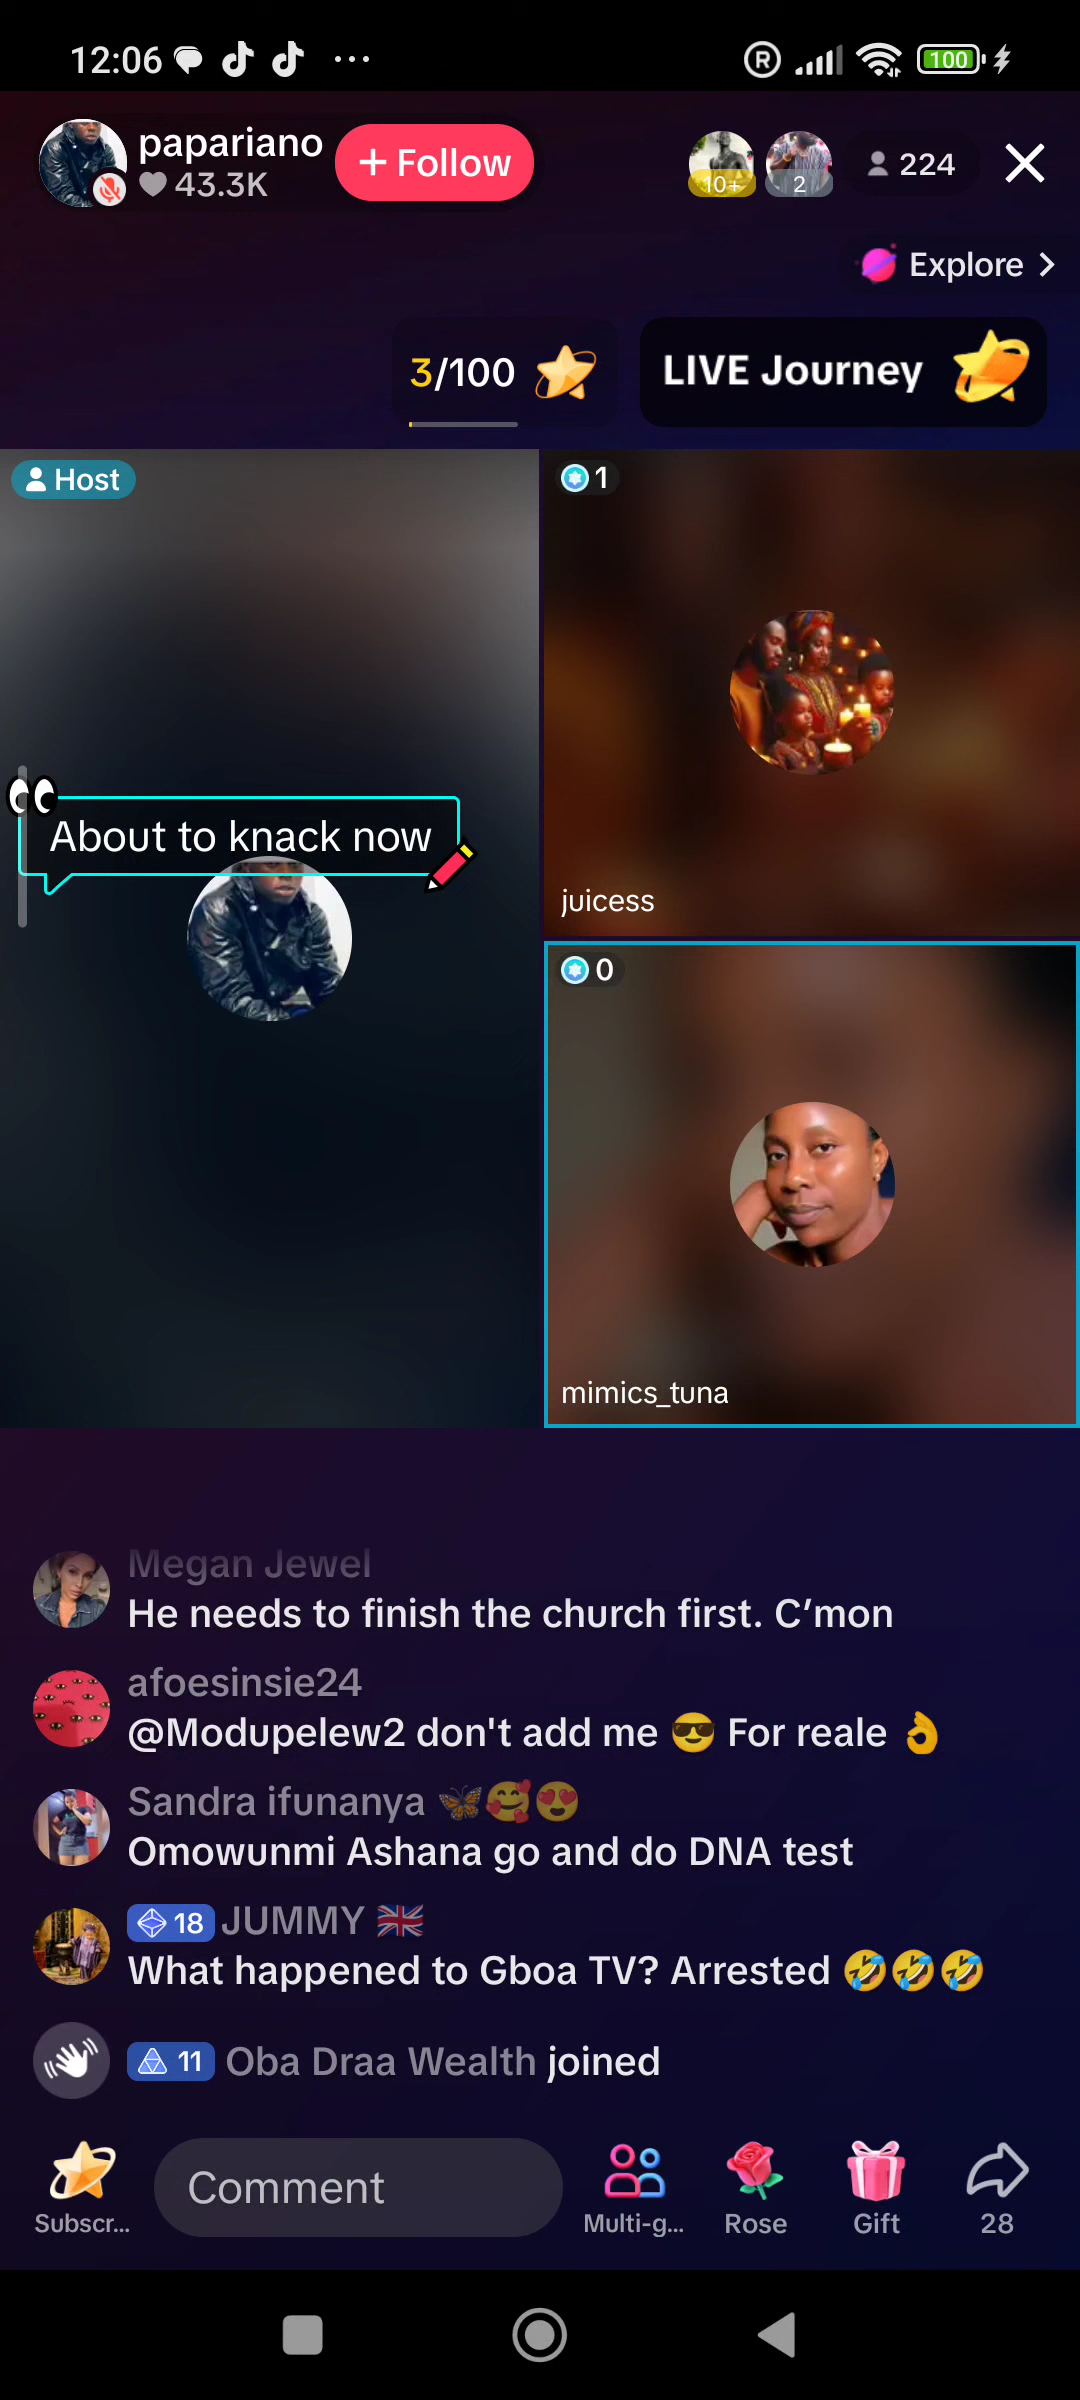 12:06
100
papariano
43.3K
+ Follow
10+
2
224
Explore >
3/100
LIVE Journey
Host
1
About to knack now
juicess
0
mimics_tuna
Megan Jewel
He needs to finish the church first. C’mon
afoesinsie24
@Modupelew2 don't add me 😎 For reale 👌
Sandra ifunanya 🦋🥰😍
Omowunmi Ashana go and do DNA test
18 JUMMY 🇬🇧
What happened to Gboa TV? Arrested 🤣🤣🤣
11 Oba Draa Wealth joined
Comment
Subscr...
Multi-g...
Rose
Gift
28